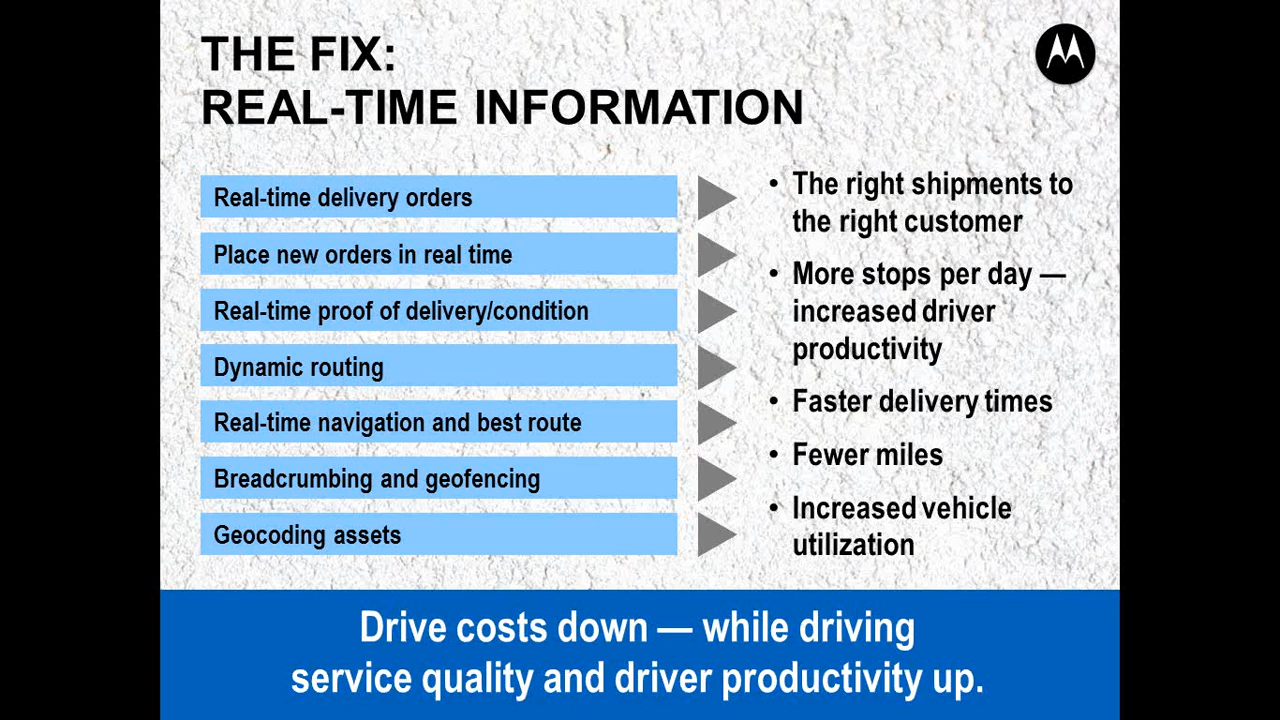 THE FIX:
REAL-TIME INFORMATION
Real-time delivery orders
Place new orders in real time
Real-time proof of delivery/condition
Dynamic routing
Real-time navigation and best route
Breadcrumbing and geofencing
Geocoding assets
• The right shipments to
the right customer
• More stops per day —
increased driver
productivity
• Faster delivery times
• Fewer miles
• Increased vehicle
utilization
Drive costs down — while driving
service quality and driver productivity up.